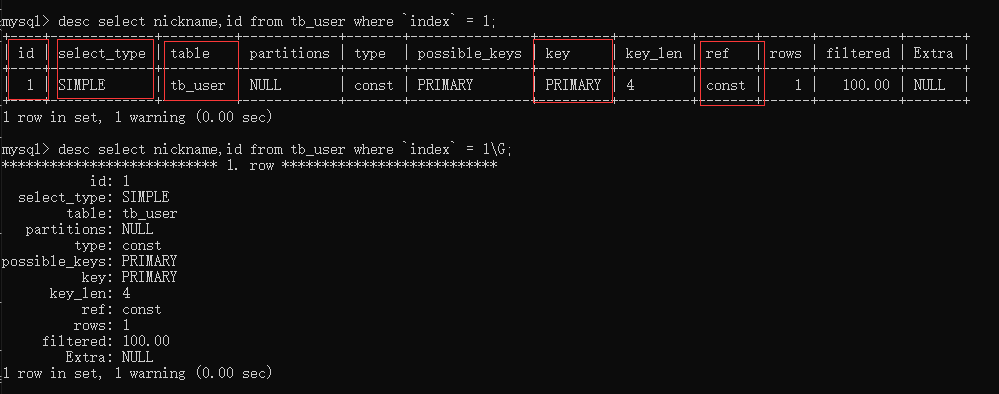 mysql> desc select nickname,id from tb_user where `index` = 1;
+----+-------------+---------+------------+-------+---------------+---------+---------+-------+------+----------+-------+
| id | select_type | table   | partitions | type  | possible_keys | key     | key_len | ref   | rows | filtered | Extra |
+----+-------------+---------+------------+-------+---------------+---------+---------+-------+------+----------+-------+
|  1 | SIMPLE      | tb_user | NULL       | const | PRIMARY       | PRIMARY | 4       | const |    1 |   100.00 | NULL  |
+----+-------------+---------+------------+-------+---------------+---------+---------+-------+------+----------+-------+
1 row in set, 1 warning (0.00 sec)
mysql> desc select nickname,id from tb_user where `index` = 1\G;
*************************** 1. row ***************************
id: 1
select_type: SIMPLE
table: tb_user
partitions: NULL
type: const
possible_keys: PRIMARY
key: PRIMARY
key_len: 4
ref: const
rows: 1
filtered: 100.00
Extra: NULL
1 row in set, 1 warning (0.00 sec)